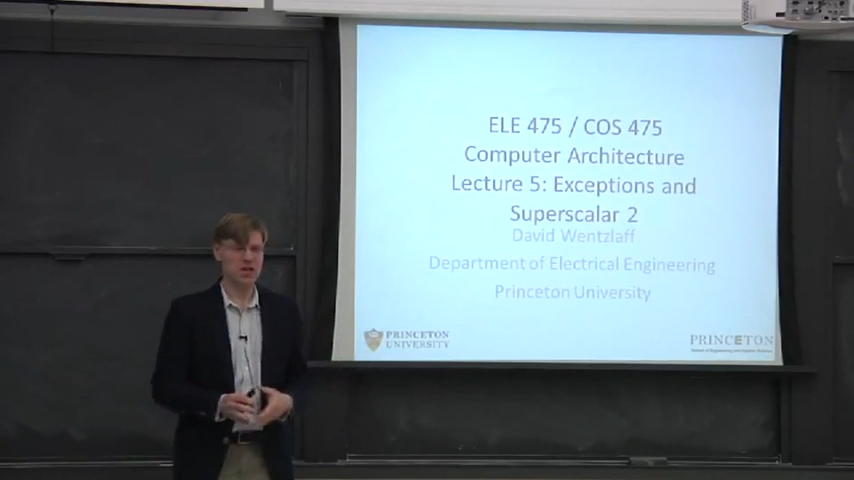 ELE 475 / COS 475
Computer Architecture
Lecture 5: Exceptions and
Superscalar 2
David Wentzlaff
Department of Electrical Engineering
Princeton University
PRINCETON
UNIVERSITY
PRINCETON